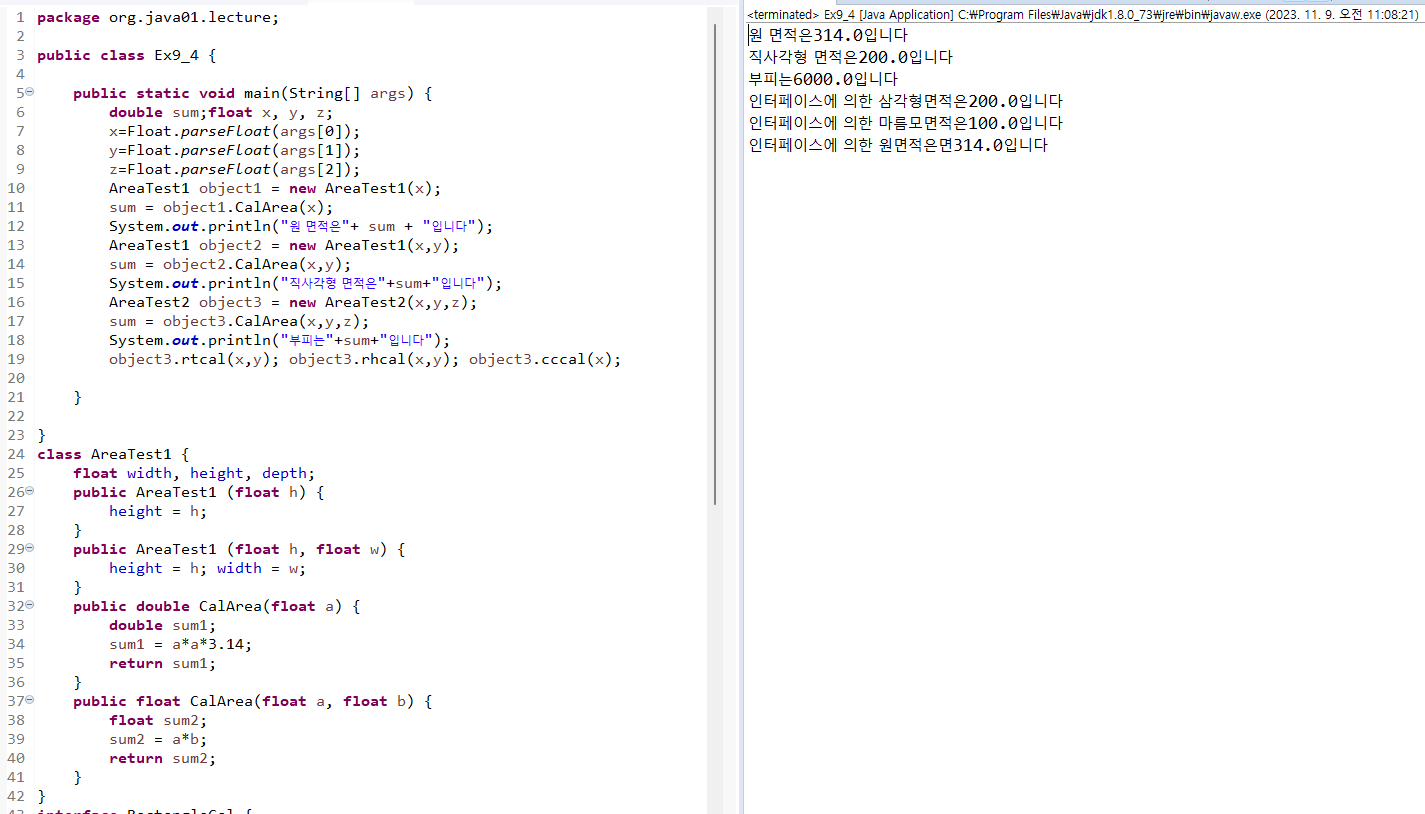 1 package org.java01.lecture;
2
3 public class Ex9_4 {
4
5 public static void main(String[] args) {
6 double sum;float x, y, z;
7 x=Float.parseFloat(args[0]);
8 y=Float.parseFloat(args[1]);
9 z=Float.parseFloat(args[2]);
10 AreaTest1 object1 = new AreaTest1(x);
11 sum = object1.CalArea(x);
12 System.out.println("원 면적은"+ sum + "입니다");
13 AreaTest1 object2 = new AreaTest1(x,y);
14 sum = object2.CalArea(x,y);
15 System.out.println("직사각형 면적은"+sum+"입니다");
16 AreaTest2 object3 = new AreaTest2(x,y,z);
17 sum = object3.CalArea(x,y,z);
18 System.out.println("부피는"+sum+"입니다");
19 object3.rtcal(x,y); object3.rhcal(x,y); object3.cccal(x);
20
21 }
22
23 }
24 class AreaTest1 {
25 float width, height, depth;
26 public AreaTest1 (float h) {
27 height = h;
28 }
29 public AreaTest1 (float h, float w) {
30 height = h; width = w;
31 }
32 public double CalArea(float a) {
33 double sum1;
34 sum1 = a*a*3.14;
35 return sum1;
36 }
37 public float CalArea(float a, float b) {
38 float sum2;
39 sum2 = a*b;
40 return sum2;
41 }
42 }
<terminated> Ex9_4 [Java Application] C:₩Program Files₩Java₩jdk1.8.0_73₩jre₩bin₩javaw.exe (2023. 11. 9. 오전 11:08:21)
원 면적은314.0입니다
직사각형 면적은200.0입니다
부피는6000.0입니다
인터페이스에 의한 삼각형면적은200.0입니다
인터페이스에 의한 마름모면적은100.0입니다
인터페이스에 의한 원면적은면314.0입니다